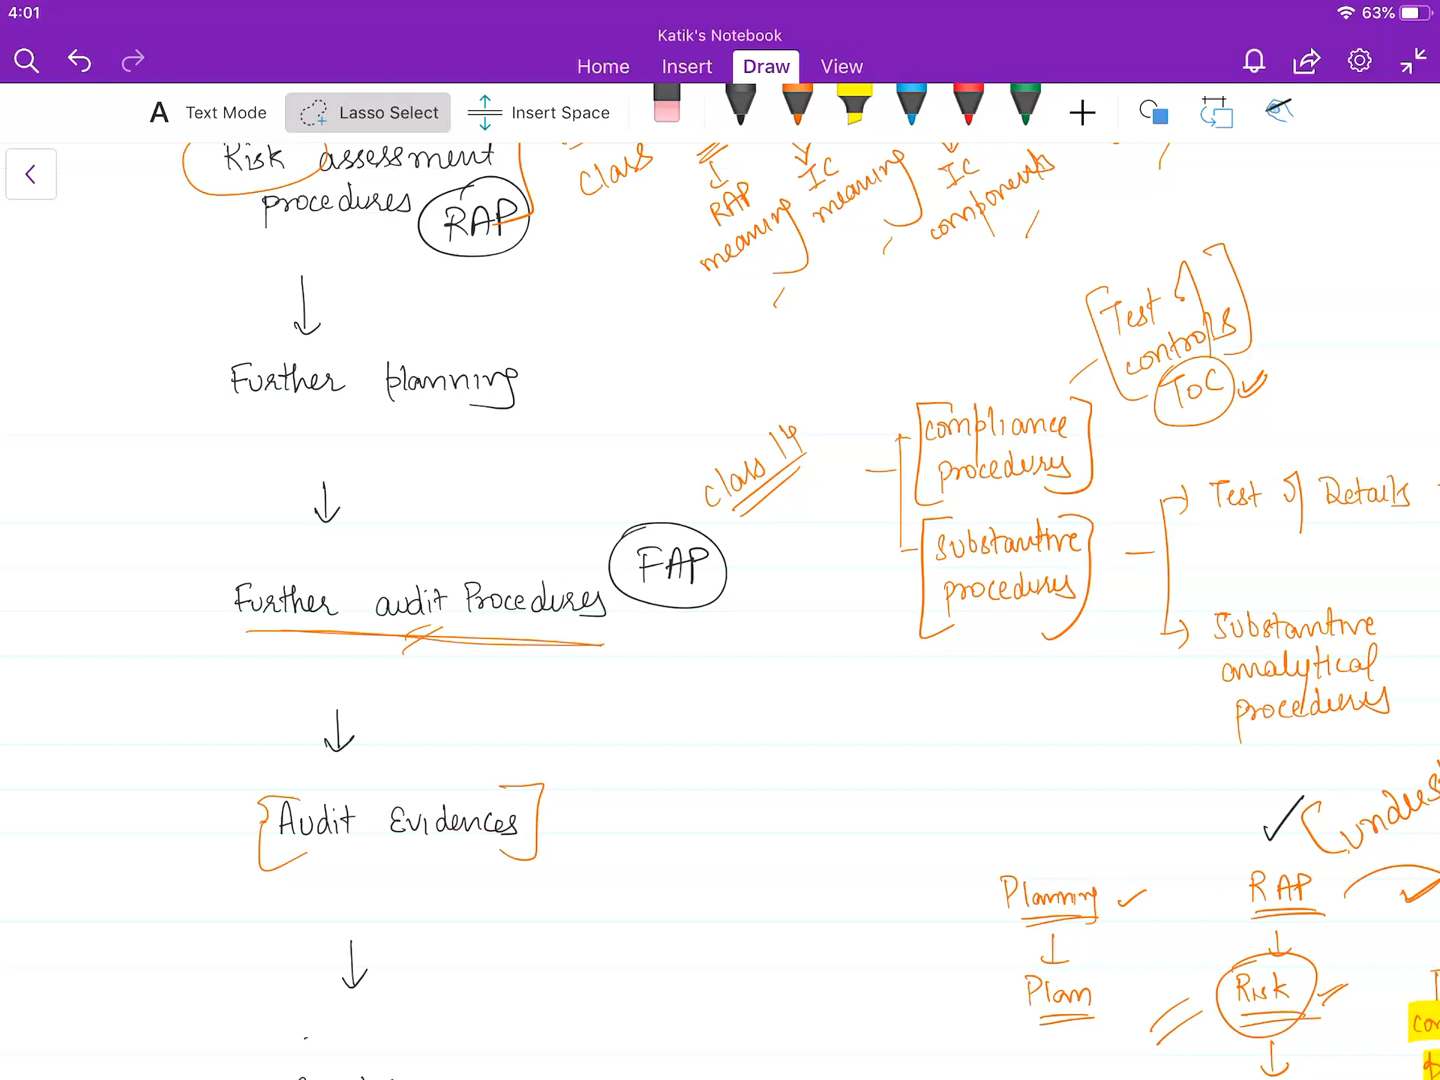 4:01
63%
Katik's Notebook
Home Insert Draw View
A Text Mode Lasso Select Insert Space
Risk assessment
procedures RAP
class
RAP
meaning
IC
meaning
IC
components
Test of
controls
TOC
Further planning
class 14
compliance
procedures
substantive
procedures
Test of Details
Substantive
analytical
procedures
Further audit Procedures FAP
Audit Evidences
Planning
Plan
RAP
Risk